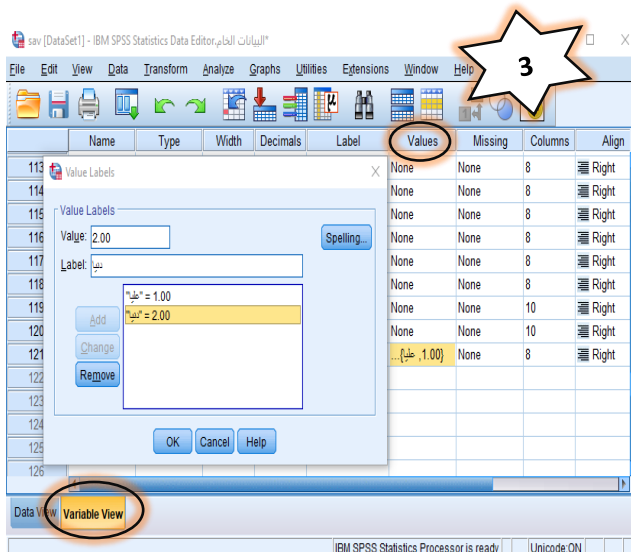 *البيانات الخام.sav [DataSet1] - IBM SPSS Statistics Data Editor
3
File Edit View Data Transform Analyze Graphs Utilities Extensions Window Help
Name Type Width Decimals Label Values Missing Columns Align
113 None None 8 Right
114 None None 8 Right
115 None None 8 Right
116 None None 8 Right
117 None None 8 Right
118 None None 8 Right
119 None None 10 Right
120 None None 10 Right
121 {1.00, عليا}... None 8 Right
122
123
124
125
126
Value Labels
Value Labels
Value: 2.00
Spelling...
Label: دنيا
1.00 = "عليا"
2.00 = "دنيا"
Add
Change
Remove
OK Cancel Help
Data View Variable View
IBM SPSS Statistics Processor is ready Unicode:ON